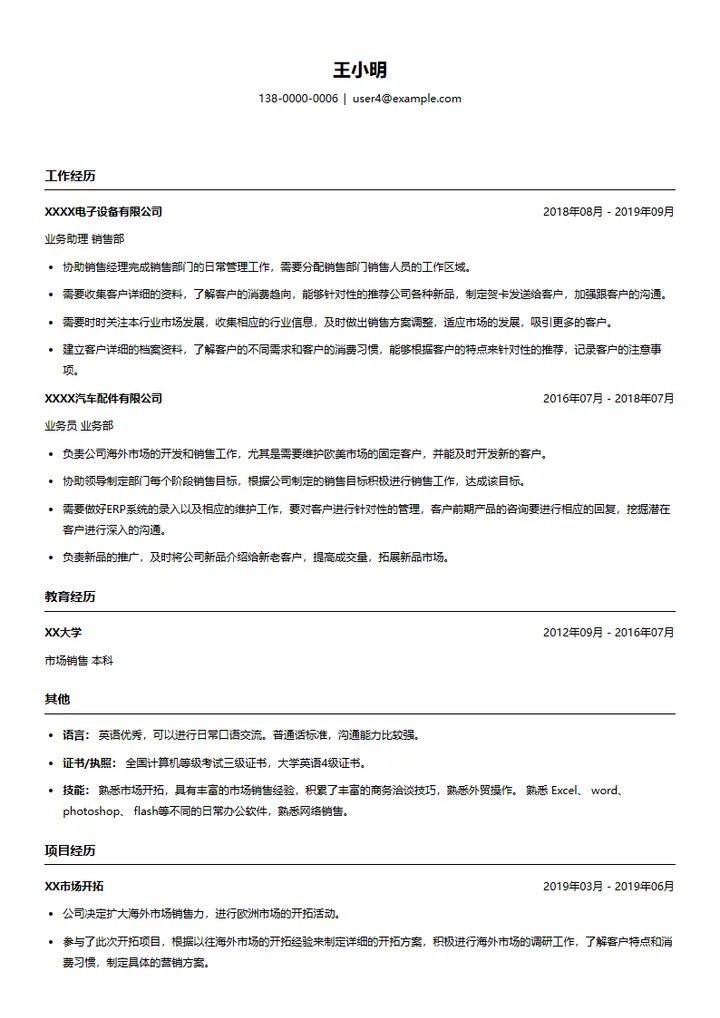 王小明
138-0000-0006 | user4@example.com
工作经历
XXXX电子设备有限公司 2018年08月 - 2019年09月
业务助理 销售部
• 协助销售经理完成销售部门的日常管理工作，需要分配销售部门销售人员的工作区域。
• 需要收集客户详细的资料，了解客户的消费趋向，能够针对性的推荐公司各种新品，制定贺卡发送给客户，加强跟客户的沟通。
• 需要时时关注本行业市场发展，收集相应的行业信息，及时做出销售方案调整，适应市场的发展，吸引更多的客户。
• 建立客户详细的档案资料，了解客户的不同需求和客户的消费习惯，能够根据客户的特点来针对性的推荐，记录客户的注意事
项。
XXXX汽车配件有限公司 2016年07月 - 2018年07月
业务员 业务部
• 负责公司海外市场的开发和销售工作，尤其是需要维护欧美市场的固定客户，并能及时开发新的客户。
• 协助领导制定部门每个阶段销售目标，根据公司制定的销售目标积极进行销售工作，达成该目标。
• 需要做好ERP系统的录入以及相应的维护工作，要对客户进行针对性的管理，客户前期产品的咨询要进行相应的回复，挖掘潜在
客户进行深入的沟通。
• 负责新品的推广，及时将公司新品介绍给新老客户，提高成交量，拓展新品市场。
教育经历
XX大学 2012年09月 - 2016年07月
市场销售 本科
其他
• 语言： 英语优秀，可以进行日常口语交流。普通话标准，沟通能力比较强。
• 证书/执照： 全国计算机等级考试三级证书，大学英语4级证书。
• 技能： 熟悉市场开拓，具有丰富的市场销售经验，积累了丰富的商务洽谈技巧，熟悉外贸操作。 熟悉 Excel、 word、
photoshop、 flash等不同的日常办公软件，熟悉网络销售。
项目经历
XX市场开拓 2019年03月 - 2019年06月
• 公司决定扩大海外市场销售力，进行欧洲市场的开拓活动。
• 参与了此次开拓项目，根据以往海外市场的开拓经验来制定详细的开拓方案，积极进行海外市场的调研工作，了解客户特点和消
费习惯，制定具体的营销方案。